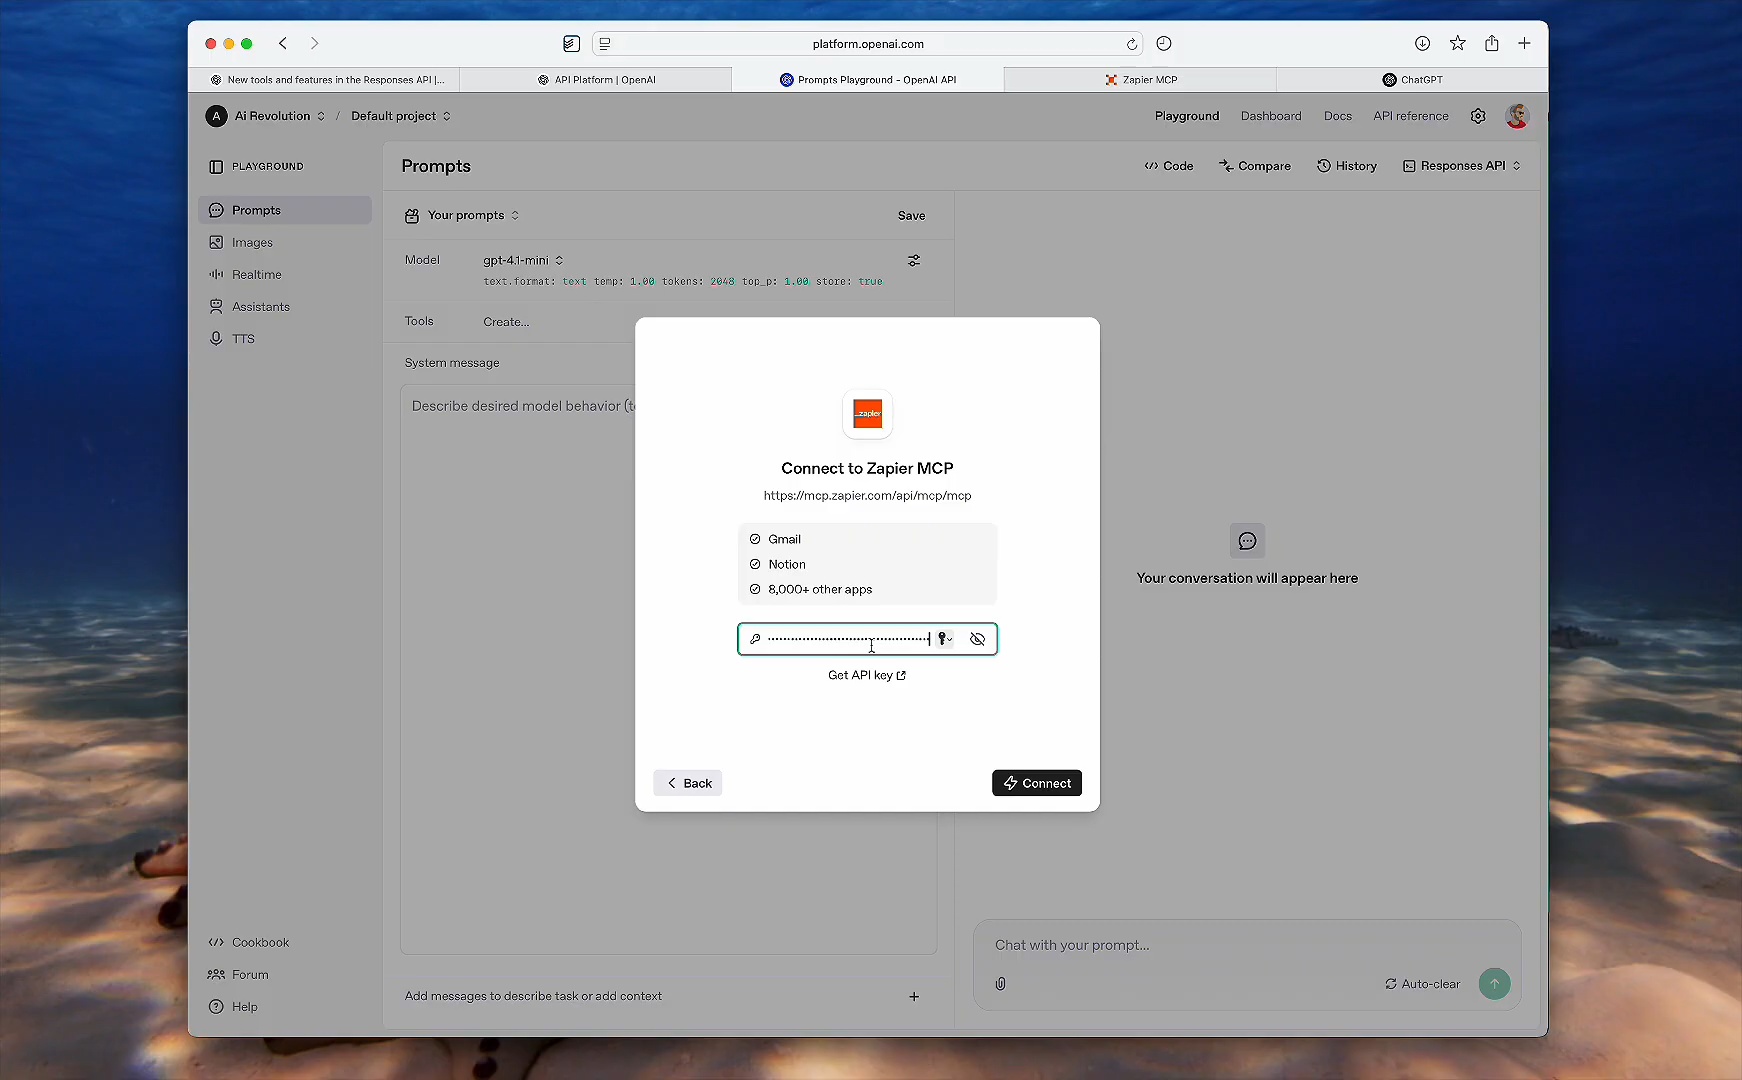 platform.openai.com
New tools and features in the Responses API |...
API Platform | OpenAI
Prompts Playground - OpenAI API
Zapier MCP
ChatGPT
A
Ai Revolution
/
Default project
Playground
Dashboard
Docs
API reference
PLAYGROUND
Prompts
Images
Realtime
Assistants
TTS
Cookbook
Forum
Help
Prompts
Code
Compare
History
Responses API
Your prompts
Save
Model
gpt-4.1-mini
text.format: text temp: 1.00 tokens: 2048 top_p: 1.00 store: true
Tools
Create...
System message
Describe desired model behavior (to
Add messages to describe task or add context
zapier
Connect to Zapier MCP
https://mcp.zapier.com/api/mcp/mcp
Gmail
Notion
8,000+ other apps
Get API key
Back
Connect
Your conversation will appear here
Chat with your prompt...
Auto-clear